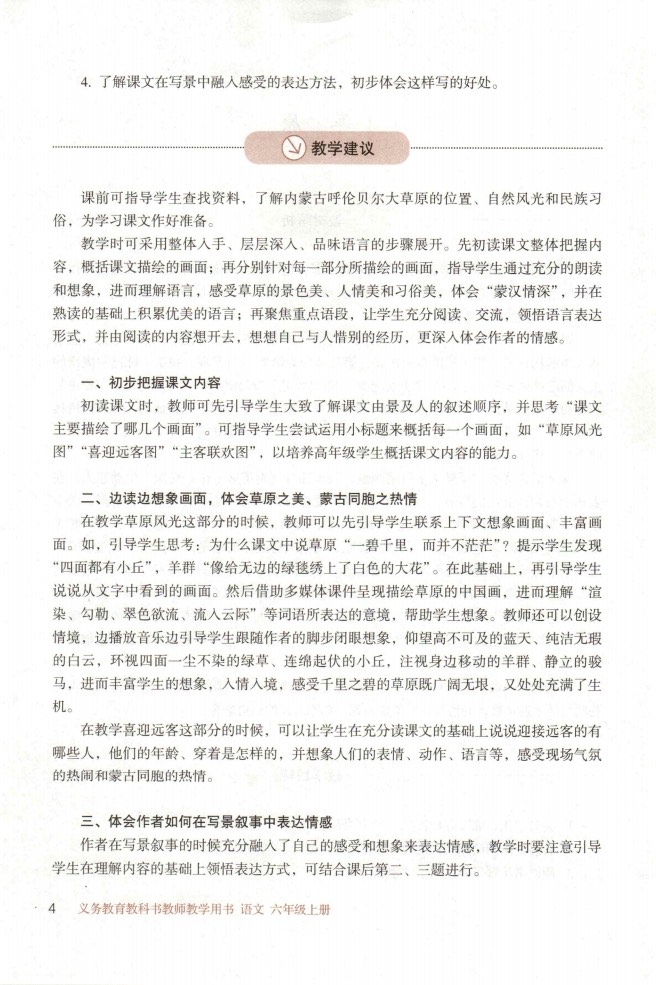 4. 了解课文在写景中融入感受的表达方法，初步体会这样写的好处。
教学建议
课前可指导学生查找资料，了解内蒙古呼伦贝尔大草原的位置、自然风光和民族习
俗，为学习课文作好准备。
教学时可采用整体入手、层层深入、品味语言的步骤展开。先初读课文整体把握内
容，概括课文描绘的画面；再分别针对每一部分所描绘的画面，指导学生通过充分的朗读
和想象，进而理解语言，感受草原的景色美、人情美和习俗美，体会“蒙汉情深”，并在
熟读的基础上积累优美的语言；再聚焦重点语段，让学生充分阅读、交流，领悟语言表达
形式，并由阅读的内容想开去，想想自己与人惜别的经历，更深入体会作者的情感。
一、初步把握课文内容
初读课文时，教师可先引导学生大致了解课文由景及人的叙述顺序，并思考“课文
主要描绘了哪几个画面”。可指导学生尝试运用小标题来概括每一个画面，如“草原风光
图”“喜迎远客图”“主客联欢图”，以培养高年级学生概括课文内容的能力。
二、边读边想象画面，体会草原之美、蒙古同胞之热情
在教学草原风光这部分的时候，教师可以先引导学生联系上下文想象画面、丰富画
面。如，引导学生思考：为什么课文中说草原“一碧千里，而并不茫茫”？提示学生发现
“四面都有小丘”，羊群“像给无边的绿毯绣上了白色的大花”。在此基础上，再引导学生
说说从文字中看到的画面。然后借助多媒体课件呈现描绘草原的中国画，进而理解“渲
染、勾勒、翠色欲流、流入云际”等词语所表达的意境，帮助学生想象。教师还可以创设
情境，边播放音乐边引导学生跟随作者的脚步闭眼想象，仰望高不可及的蓝天、纯洁无瑕
的白云，环视四面一尘不染的绿草、连绵起伏的小丘，注视身边移动的羊群、静立的骏
马，进而丰富学生的想象，入情入境，感受千里之碧的草原既广阔无垠，又处处充满了生
机。
在教学喜迎远客这部分的时候，可以让学生在充分读课文的基础上说说迎接远客的有
哪些人，他们的年龄、穿着是怎样的，并想象人们的表情、动作、语言等，感受现场气氛
的热闹和蒙古同胞的热情。
三、体会作者如何在写景叙事中表达情感
作者在写景叙事的时候充分融入了自己的感受和想象来表达情感，教学时要注意引导
学生在理解内容的基础上领悟表达方式，可结合课后第二、三题进行。
4 义务教育教科书教师教学用书 语文 六年级上册